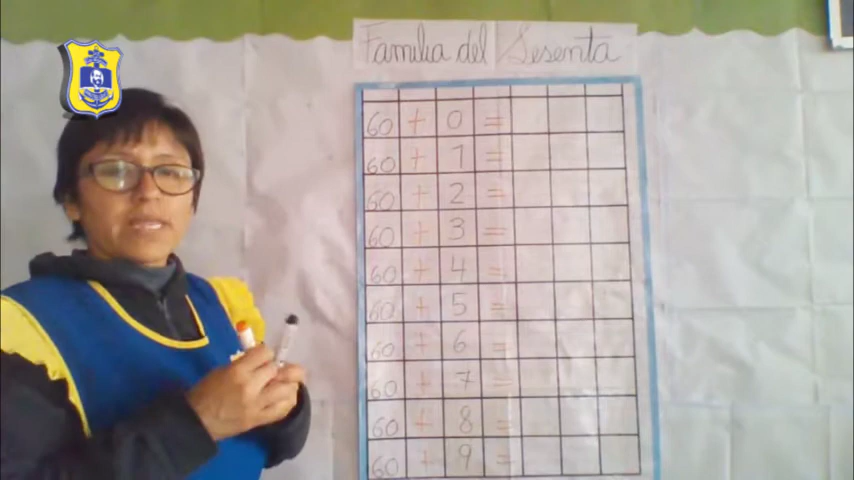 Familia del Sesenta
60 + 0 =
60 + 1 =
60 + 2 =
60 + 3 =
60 + 4 =
60 + 5 =
60 + 6 =
60 + 7 =
60 + 8 =
60 + 9 =